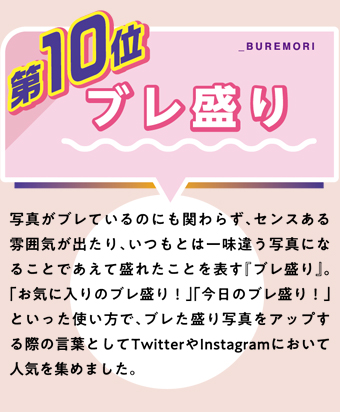 第10位
_BUREMORI
ブレ盛り
写真がブレているのにも関わらず、センスある
雰囲気が出たり、いつもとは一味違う写真にな
ることであえて盛れたことを表す『ブレ盛り』。
「お気に入りのブレ盛り！」「今日のブレ盛り！」
といった使い方で、ブレた盛り写真をアップす
る際の言葉としてTwitterやInstagramにおいて
人気を集めました。